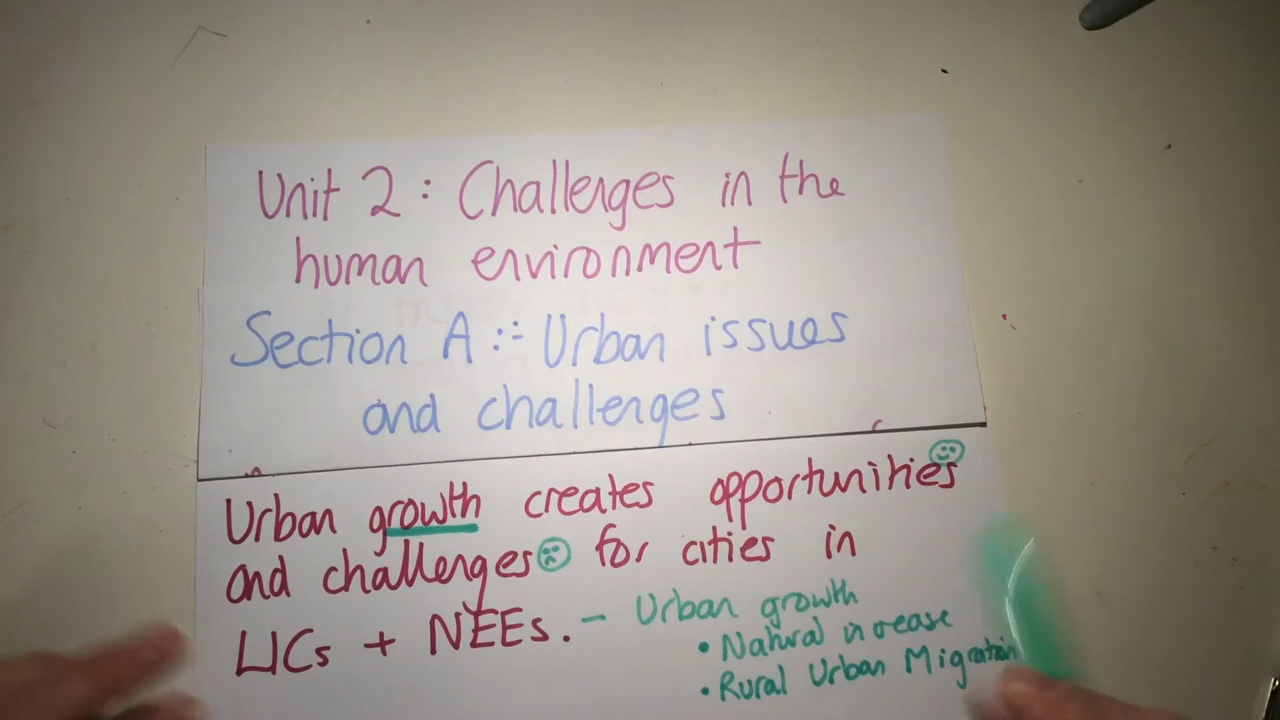 Unit 2: Challenges in the
human environment
Section A :- Urban issues
and challenges
Urban growth creates opportunities
and challenges for cities in
LICs + NEEs. - Urban growth
• Natural increase
• Rural Urban Migration